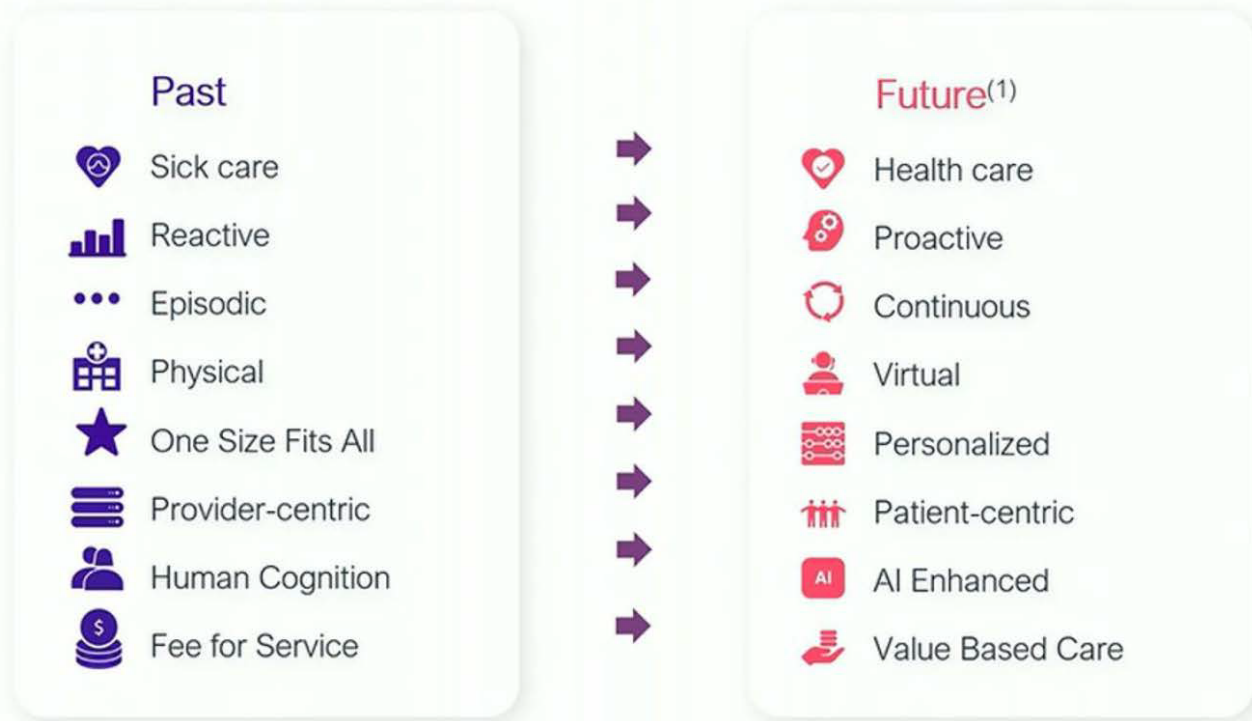 Past
Sick care
Reactive
Episodic
Physical
One Size Fits All
Provider-centric
Human Cognition
$
Fee for Service
Future(1)
Health care
Proactive
Continuous
Virtual
Personalized
Patient-centric
AI
AI Enhanced
Value Based Care